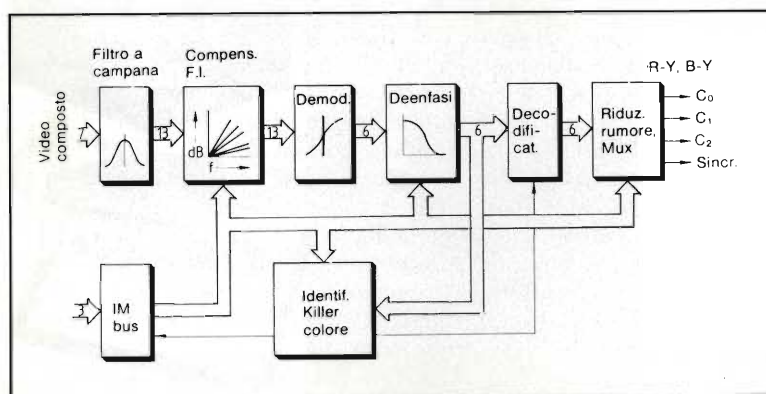 Filtro a
campana
Compens.
F.I.
Demod.
Deenfasi
Deco-
difi-
cat.
Riduz.
rumore,
Mux
R-Y, B-Y
C₀
C₁
C₂
Sincr.
Video
composto
7
13
dB
f
13
6
6
6
3
IM
bus
Identif.
Killer
colore
6